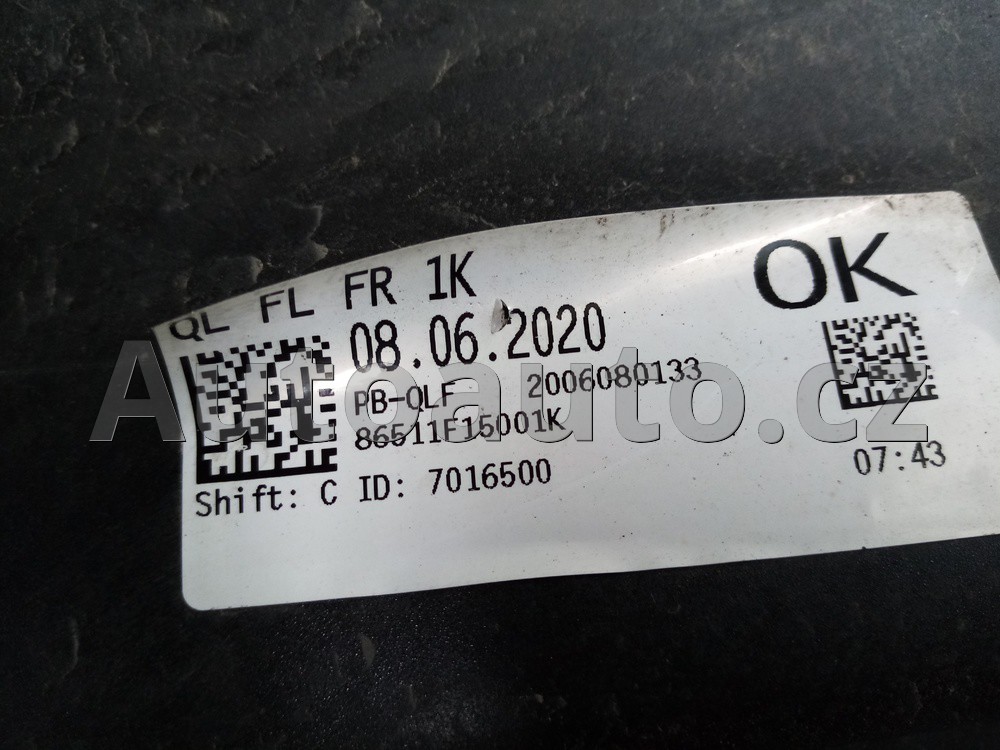 QL FL FR 1K
OK
08.06.2020
PB-QLF 2006080133
86511F15001K
07:43
Shift: C ID: 7016500
Autoauto.cz